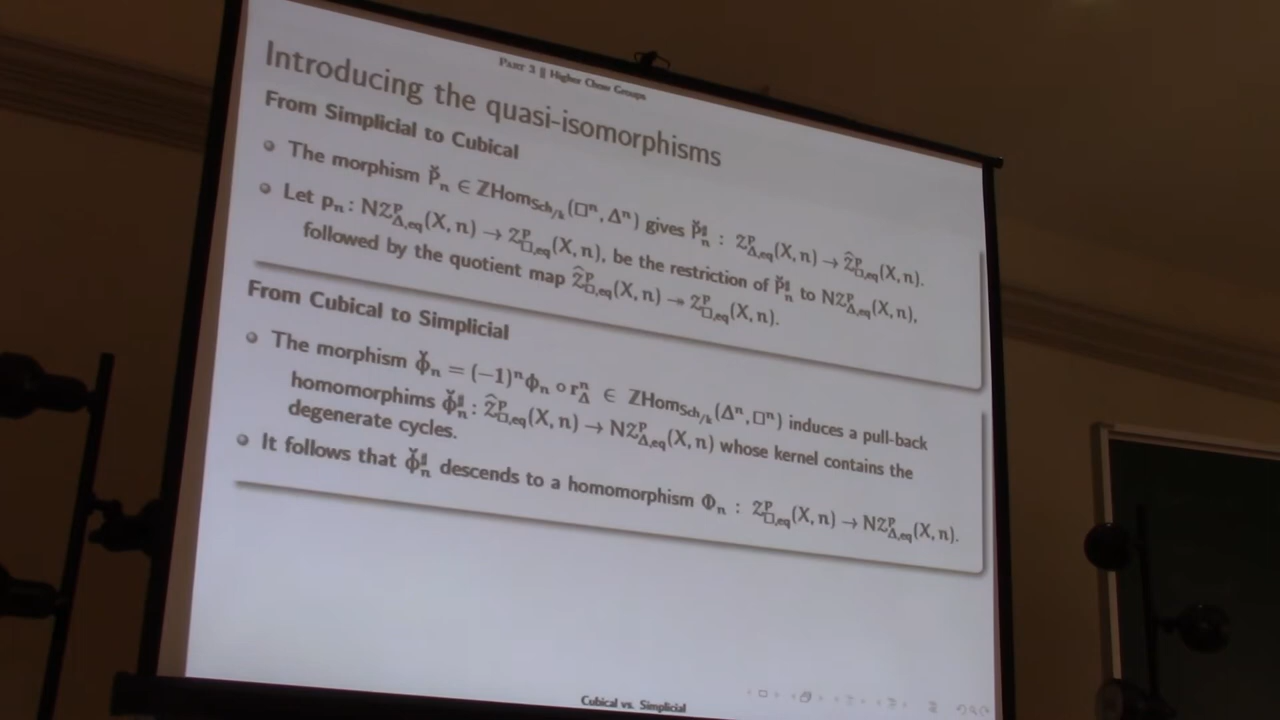 Part 3 || Higher Chow Groups
Introducing the quasi-isomorphisms
From Simplicial to Cubical
The morphism P̌ₙ ∈ ℤHom_{Sch/k}(□ⁿ, Δⁿ) gives P̌ₙ^♯ : Z^p_{Δ,eq}(X, n) → Ẑ^p_{□,eq}(X, n).
Let pₙ : NZ^p_{Δ,eq}(X, n) → Z^p_{□,eq}(X, n), be the restriction of P̌ₙ^♯ to NZ^p_{Δ,eq}(X, n),
followed by the quotient map Ẑ^p_{□,eq}(X, n) ↠ Z^p_{□,eq}(X, n).
From Cubical to Simplicial
The morphism ϕ̌ₙ = (−1)ⁿϕₙ ∘ r^n_Δ ∈ ℤHom_{Sch/k}(Δⁿ, □ⁿ) induces a pull-back
homomorphims ϕ̌ₙ^♯ : Ẑ^p_{□,eq}(X, n) → NZ^p_{Δ,eq}(X, n) whose kernel contains the
degenerate cycles.
It follows that ϕ̌ₙ^♯ descends to a homomorphism Φₙ : Z^p_{□,eq}(X, n) → NZ^p_{Δ,eq}(X, n).
Cubical vs. Simplicial